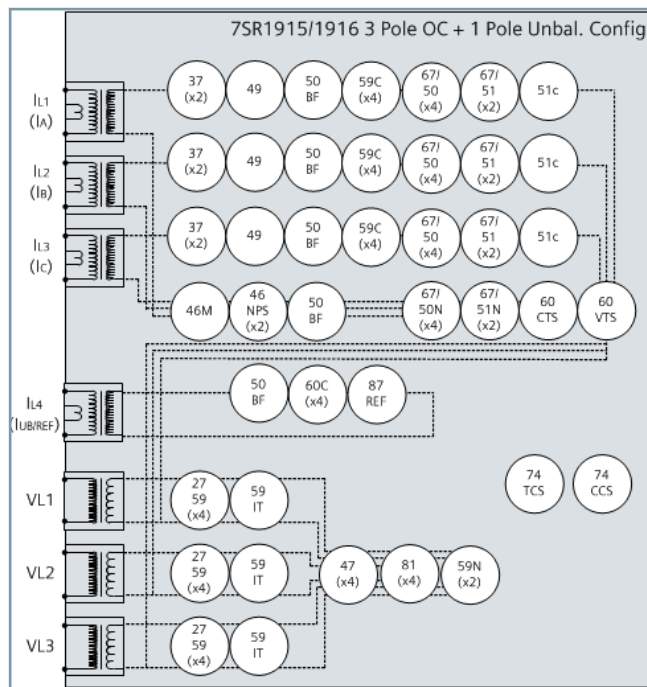 7SR1915/1916 3 Pole OC + 1 Pole Unbal. Config
IL1
(IA)
37
(x2)
49
50
BF
59C
(x4)
67/
50
(x4)
67/
51
(x2)
51c
IL2
(IB)
37
(x2)
49
50
BF
59C
(x4)
67/
50
(x4)
67/
51
(x2)
51c
IL3
(IC)
37
(x2)
49
50
BF
59C
(x4)
67/
50
(x4)
67/
51
(x2)
51c
46M
46
NPS
(x2)
50
BF
67/
50N
(x4)
67/
51N
(x2)
60
CTS
60
VTS
IL4
(IUB/REF)
50
BF
60C
(x4)
87
REF
74
TCS
74
CCS
VL1
27
59
(x4)
59
IT
VL2
27
59
(x4)
59
IT
47
(x4)
81
(x4)
59N
(x2)
VL3
27
59
(x4)
59
IT